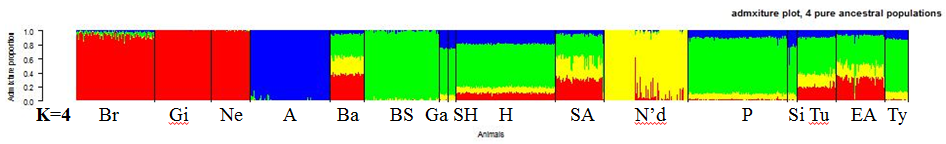 admxiture plot, 4 pure ancestral populations
Admixture proportion
1.0
0.8
0.6
0.4
0.2
0.0
K=4 Br Gi Ne A Ba BS Ga SH H SA N’d P Si Tu EA Ty
Animals